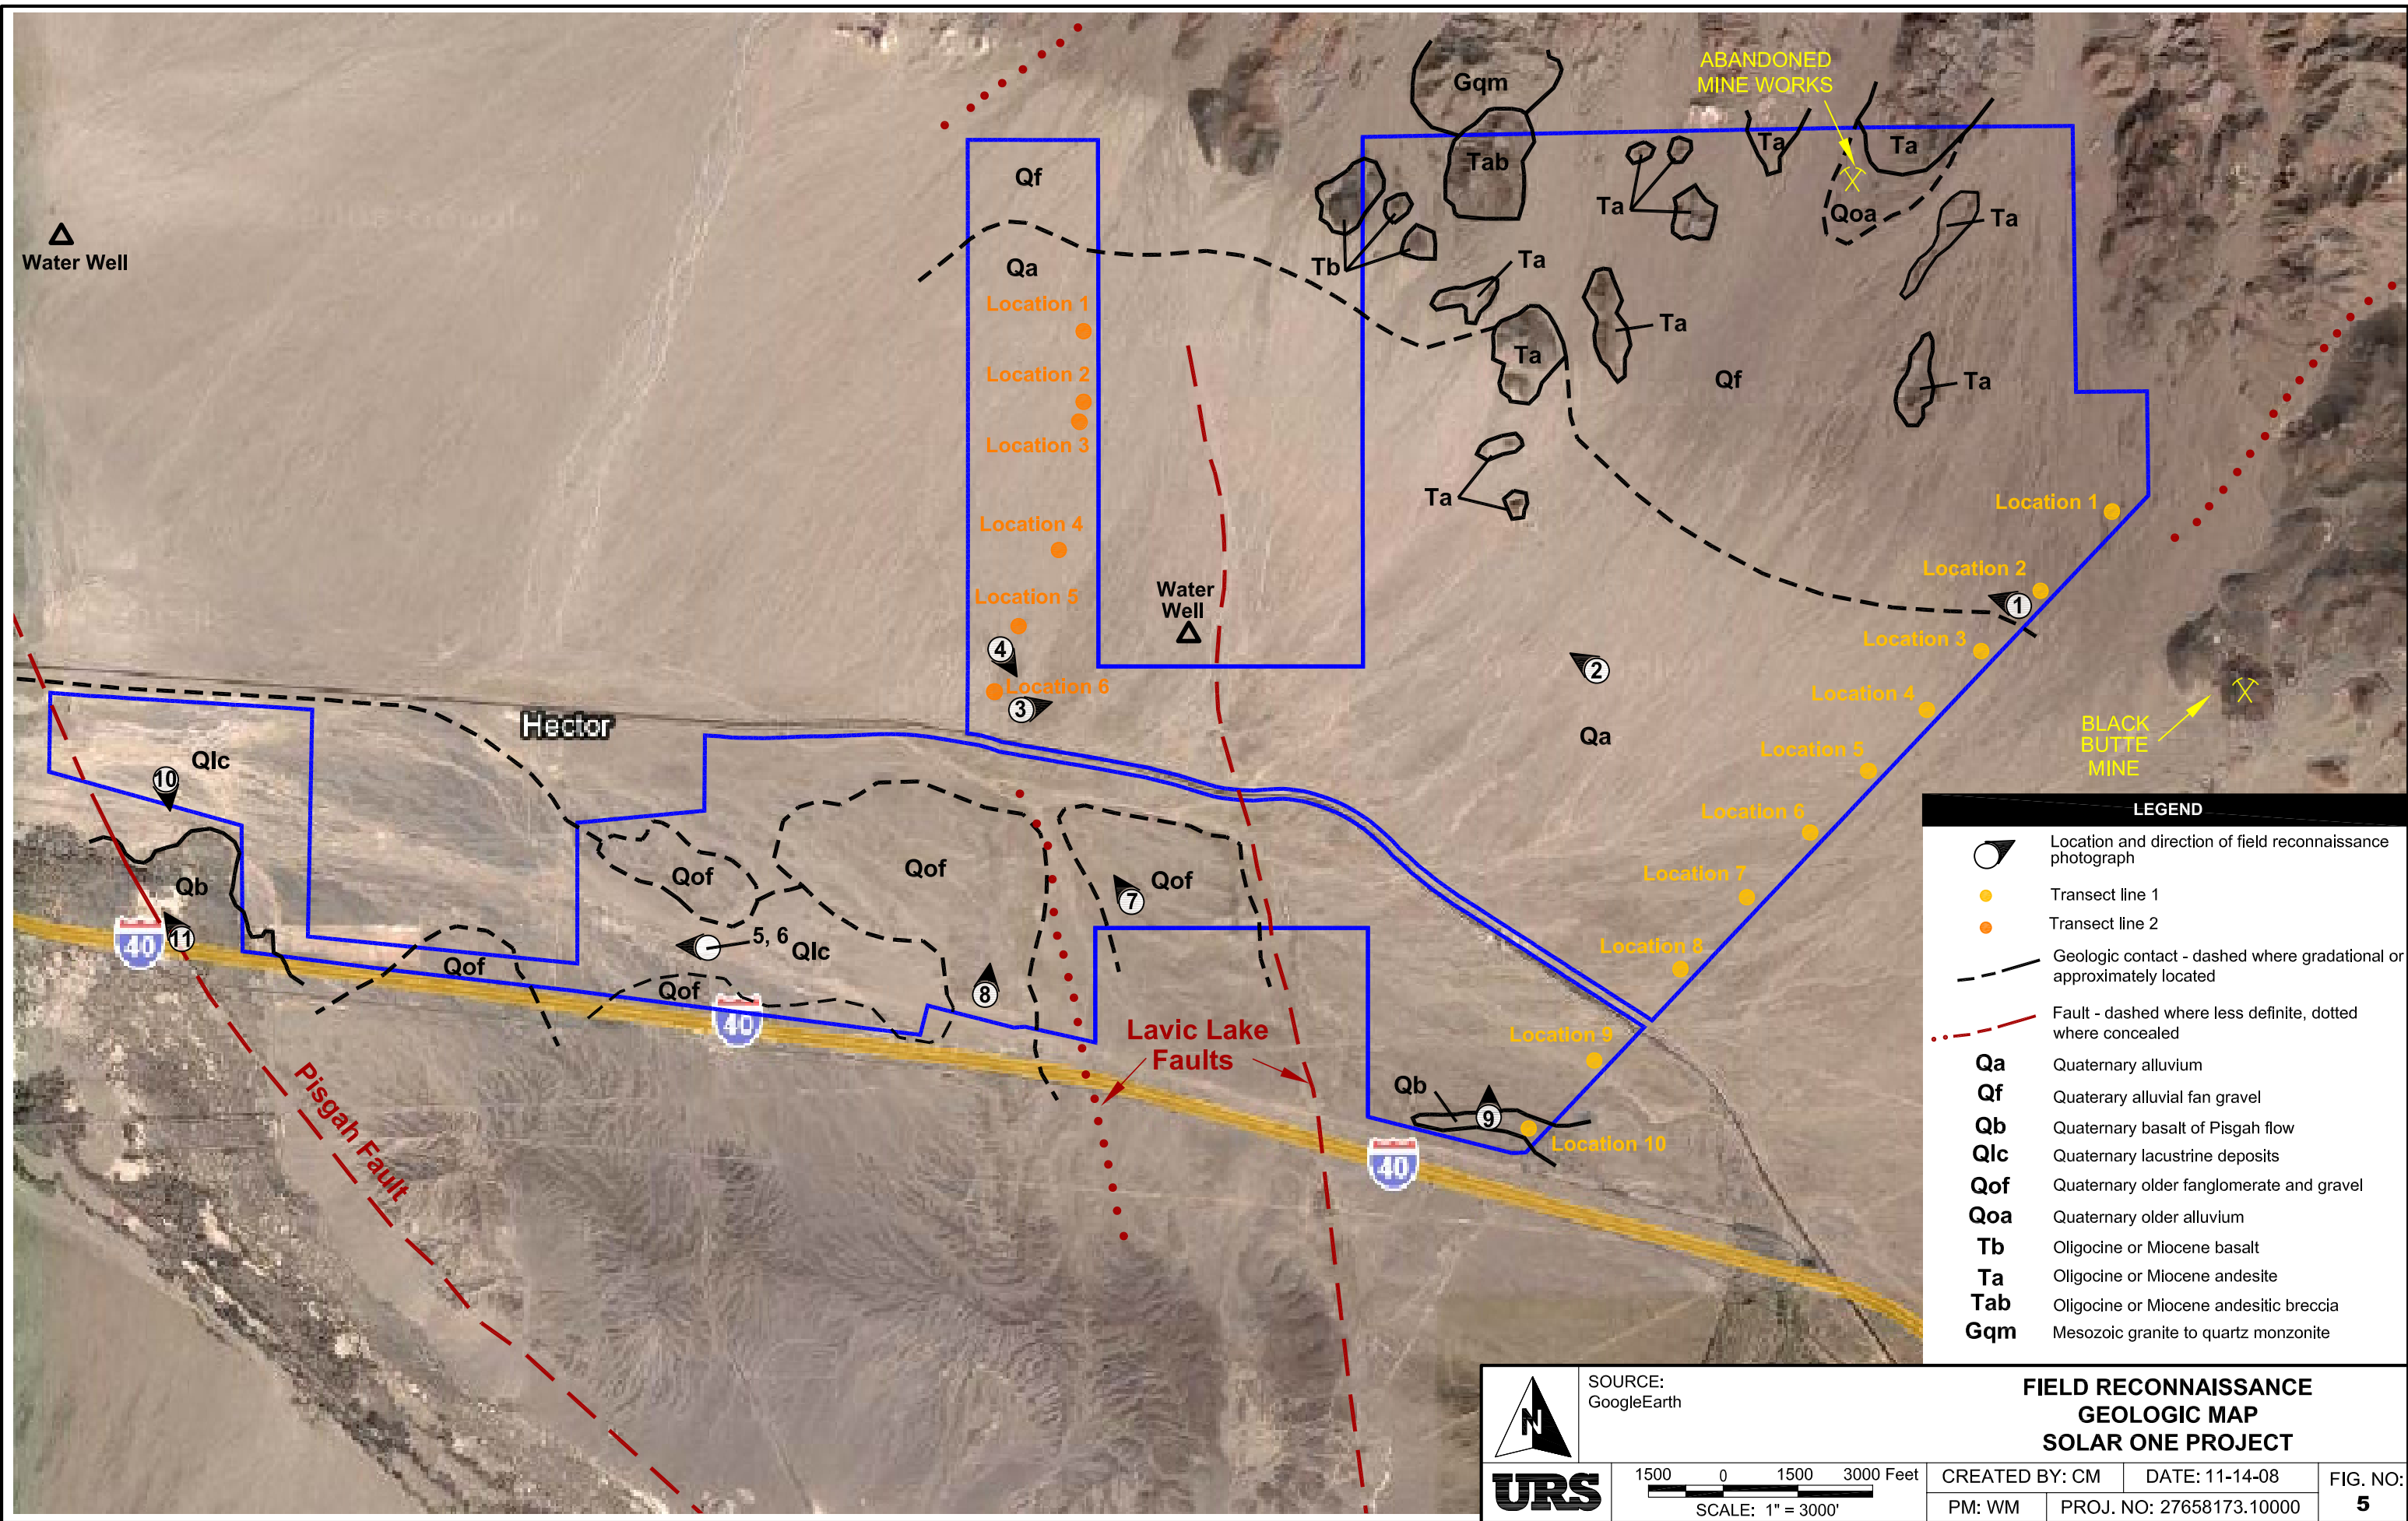 ABANDONED
MINE WORKS
Gqm
Ta
Ta
Tab
Qf
Ta
Qoa
Ta
Water Well
Qa
Tb
Ta
Location 1
Ta
Ta
Location 2
Qf
Ta
Location 3
Ta
Location 1
Location 4
Location 2
Water
Well
Location 5
1
4
Location 3
2
Location 6
3
Location 4
Hector
Qa
BLACK
BUTTE
MINE
Qlc
10
Location 5
Location 6
Qof
Qof
Qof
Location 7
Qb
7
11
40
5, 6
Qlc
Location 8
Qof
Qof
8
40
Lavic Lake
Faults
Location 9
Pisgah Fault
Qb
9
Location 10
40
LEGEND
Location and direction of field reconnaissance
photograph
Transect line 1
Transect line 2
Geologic contact - dashed where gradational or
approximately located
Fault - dashed where less definite, dotted
where concealed
Qa Quaternary alluvium
Qf Quaterary alluvial fan gravel
Qb Quaternary basalt of Pisgah flow
Qlc Quaternary lacustrine deposits
Qof Quaternary older fanglomerate and gravel
Qoa Quaternary older alluvium
Tb Oligocine or Miocene basalt
Ta Oligocine or Miocene andesite
Tab Oligocine or Miocene andesitic breccia
Gqm Mesozoic granite to quartz monzonite
N
SOURCE:
GoogleEarth
FIELD RECONNAISSANCE
GEOLOGIC MAP
SOLAR ONE PROJECT
URS
1500 0 1500 3000 Feet
SCALE: 1" = 3000'
CREATED BY: CM
DATE: 11-14-08
PM: WM
PROJ. NO: 27658173.10000
FIG. NO:
5